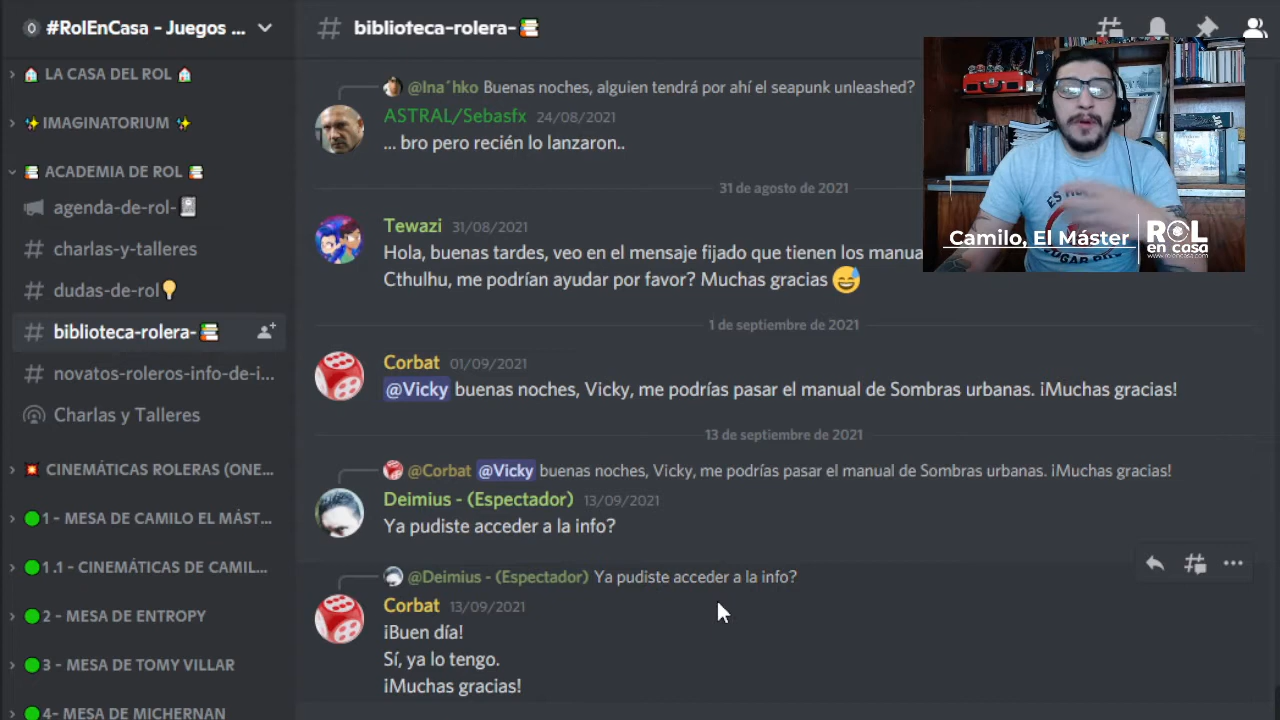 #RolEnCasa - Juegos ...
LA CASA DEL ROL
IMAGINATORIUM
ACADEMIA DE ROL
agenda-de-rol-
charlas-y-talleres
dudas-de-rol
biblioteca-rolera-
novatos-roleros-info-de-i...
Charlas y Talleres
CINEMÁTICAS ROLERAS (ONE...
1 - MESA DE CAMILO EL MÁST...
1.1 - CINEMÁTICAS DE CAMIL...
2 - MESA DE ENTROPY
3 - MESA DE TOMY VILLAR
4- MESA DE MICHERNAN
# biblioteca-rolera-
@Ina´hko Buenas noches, alguien tendrá por ahí el seapunk unleashed?
ASTRAL/Sebasfx 24/08/2021
... bro pero recién lo lanzaron..
31 de agosto de 2021
Tewazi 31/08/2021
Hola, buenas tardes, veo en el mensaje fijado que tienen los manua
Cthulhu, me podrían ayudar por favor? Muchas gracias 😅
1 de septiembre de 2021
Corbat 01/09/2021
@Vicky buenas noches, Vicky, me podrías pasar el manual de Sombras urbanas. ¡Muchas gracias!
13 de septiembre de 2021
@Corbat @Vicky buenas noches, Vicky, me podrías pasar el manual de Sombras urbanas. ¡Muchas gracias!
Deimius - (Espectador) 13/09/2021
Ya pudiste acceder a la info?
@Deimius - (Espectador) Ya pudiste acceder a la info?
Corbat 13/09/2021
¡Buen día!
Sí, ya lo tengo.
¡Muchas gracias!
Camilo, El Máster
ROL
en casa
www.rolencasa.com